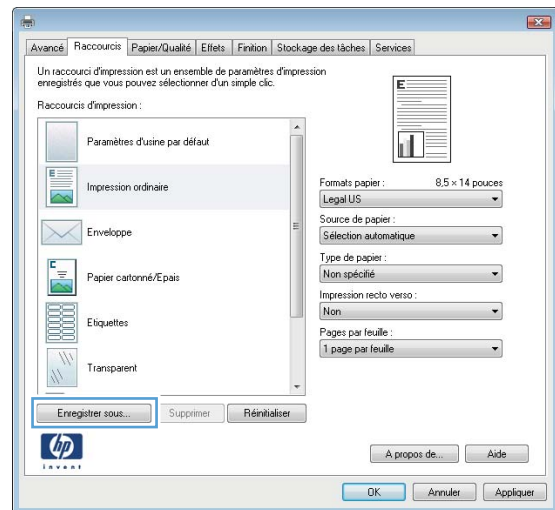 Avancé Raccourcis Papier/Qualité Effets Finition Stockage des tâches Services
Un raccourci d'impression est un ensemble de paramètres d'impression
enregistrés que vous pouvez sélectionner d'un simple clic.
Raccourcis d'impression :
Paramètres d'usine par défaut
Impression ordinaire
Enveloppe
Papier cartonné/Epais
Etiquettes
Transparent
Enregistrer sous...
Supprimer
Réinitialiser
E
Formats papier : 8,5 × 14 pouces
Legal US
Source de papier :
Sélection automatique
Type de papier :
Non spécifié
Impression recto verso :
Non
Pages par feuille :
1 page par feuille
hp
invent
A propos de...
Aide
OK
Annuler
Appliquer